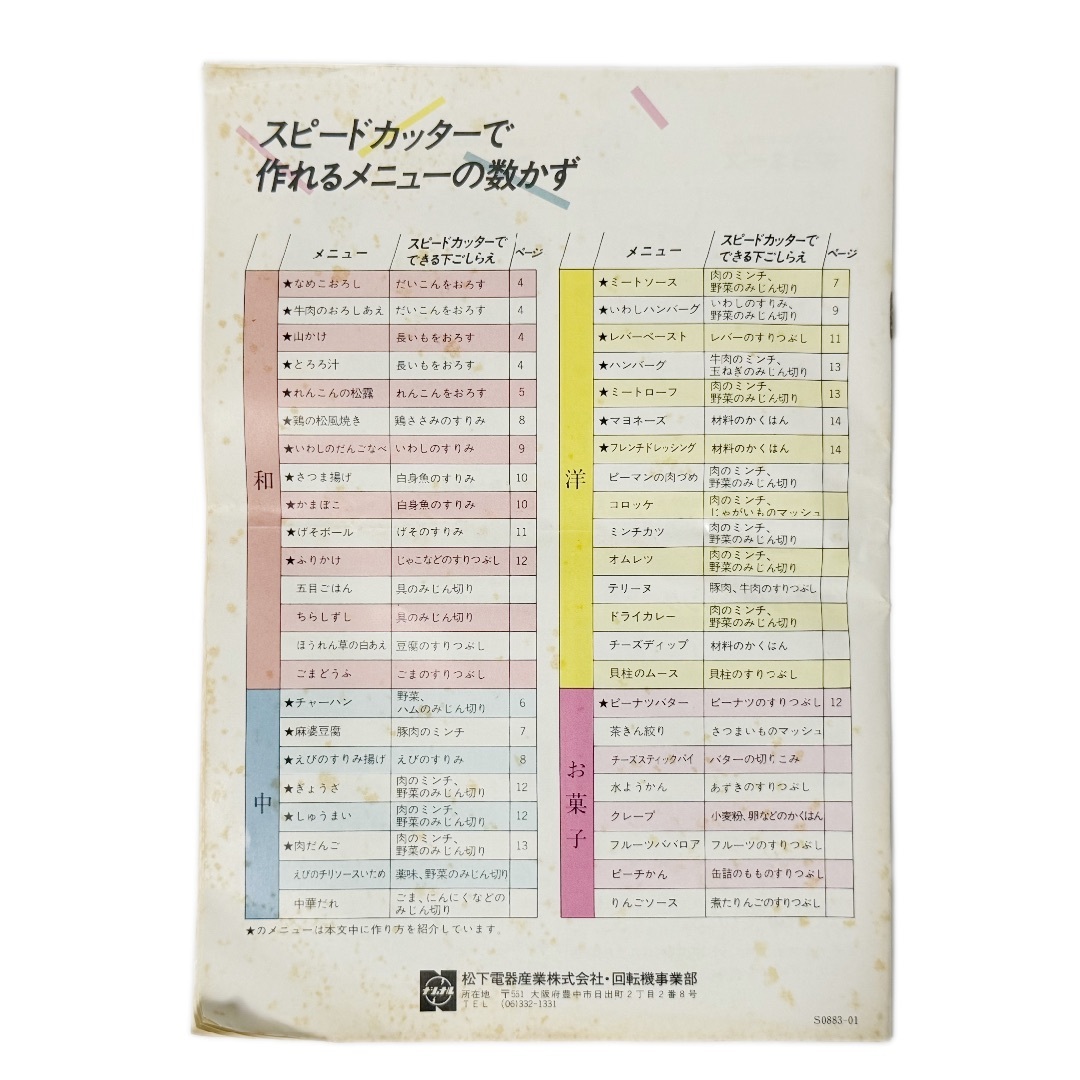 スピードカッターで
作れるメニューの数かず
メニュー スピードカッターで できる下ごしらえ ページ
和
★なめこおろし だいこんをおろす 4
★牛肉のおろしあえ だいこんをおろす 4
★山かけ 長いもをおろす 4
★とろろ汁 長いもをおろす 4
★れんこんの松露 れんこんをおろす 5
★鶏の松風焼き 鶏ささみのすりみ 8
★いわしのだんごなべ いわしのすりみ 9
★さつま揚げ 白身魚のすりみ 10
★かまぼこ 白身魚のすりみ 10
★げそボール げそのすりみ 11
★ふりかけ じゃこなどのすりつぶし 12
五目ごはん 具のみじん切り
ちらしずし 具のみじん切り
ほうれん草の白あえ 豆腐のすりつぶし
ごまどうふ ごまのすりつぶし
中
★チャーハン 野菜、ハムのみじん切り 6
★麻婆豆腐 豚肉のミンチ 7
★えびのすりみ揚げ えびのすりみ 8
★ぎょうざ 肉のミンチ、野菜のみじん切り 12
★しゅうまい 肉のミンチ、野菜のみじん切り 12
★肉だんご 肉のミンチ、野菜のみじん切り 13
えびのチリソースいため 薬味、野菜のみじん切り
中華だれ ごま、にんにくなどのみじん切り
★のメニューは本文中に作り方を紹介しています。
メニュー スピードカッターで できる下ごしらえ ページ
洋
★ミートソース 肉のミンチ、野菜のみじん切り 7
★いわしハンバーグ いわしのすりみ、野菜のみじん切り 9
★レバーペースト レバーのすりつぶし 11
★ハンバーグ 牛肉のミンチ、玉ねぎのみじん切り 13
★ミートローフ 肉のミンチ、野菜のみじん切り 13
★マヨネーズ 材料のかくはん 14
★フレンチドレッシング 材料のかくはん 14
ピーマンの肉づめ 肉のミンチ、野菜のみじん切り
コロッケ 肉のミンチ、じゃがいものマッシュ
ミンチカツ 肉のミンチ、野菜のみじん切り
オムレツ 肉のミンチ、野菜のみじん切り
テリーヌ 豚肉、牛肉のすりつぶし
ドライカレー 肉のミンチ、野菜のみじん切り
チーズディップ 材料のかくはん
貝柱のムース 貝柱のすりつぶし
お菓子
★ピーナツバター ピーナツのすりつぶし 12
茶きん絞り さつまいものマッシュ
チーズスティックパイ バターの切りこみ
水ようかん あずきのすりつぶし
クレープ 小麦粉、卵などのかくはん
フルーツババロア フルーツのすりつぶし
ピーチかん 缶詰のもものすりつぶし
りんごソース 煮たりんごのすりつぶし
ナショナル
松下電器産業株式会社・回転機事業部
所在地 〒551 大阪府豊中市日出町2丁目2番8号
TEL (06)332-1331
S0883-01